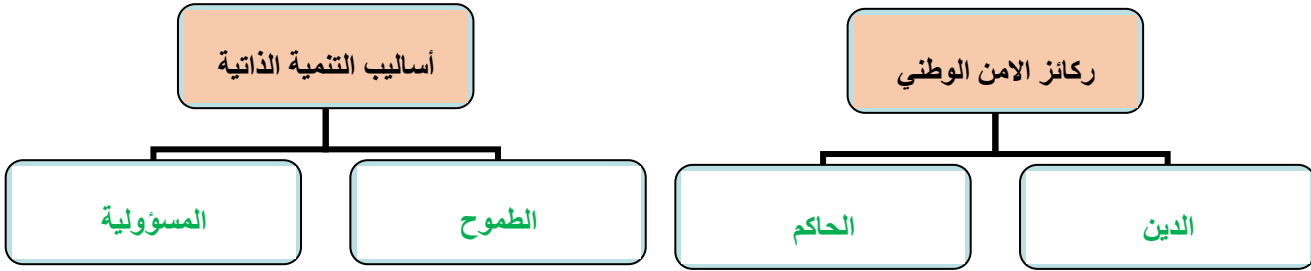 ركائز الامن الوطني
أساليب التنمية الذاتية
الدين
الحاكم
الطموح
المسؤولية